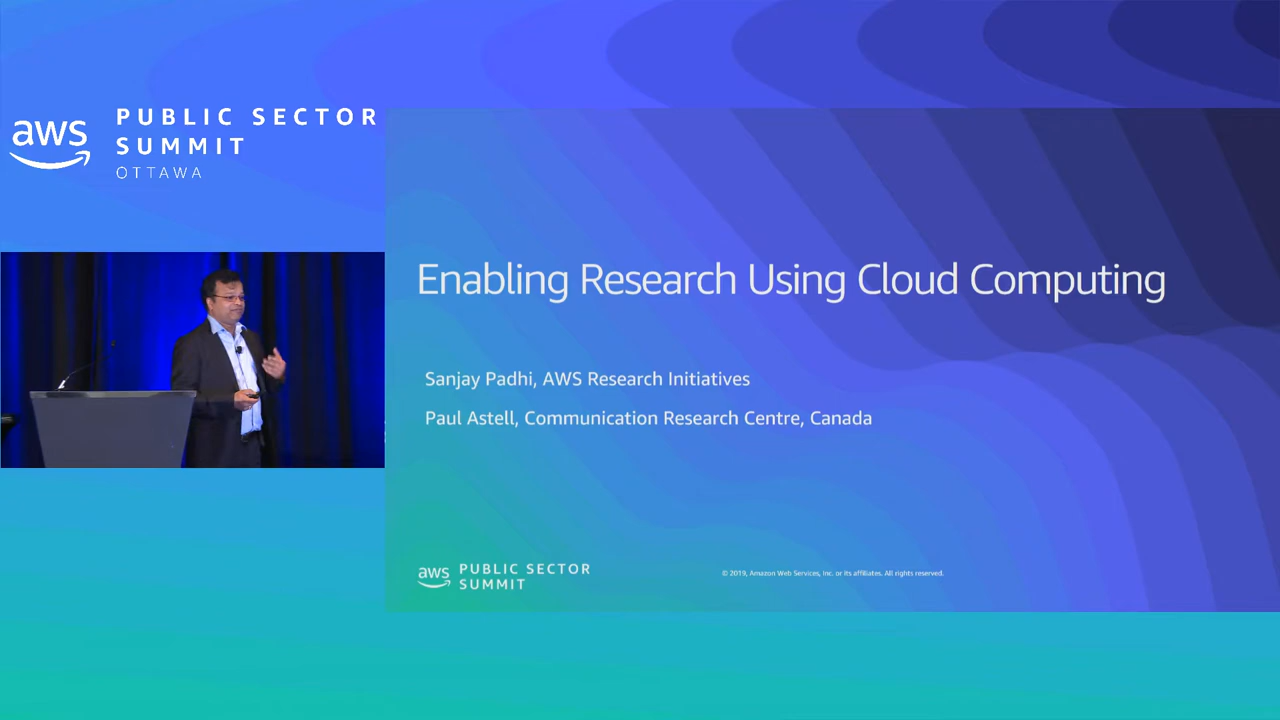 aws
PUBLIC SECTOR
SUMMIT
OTTAWA
Enabling Research Using Cloud Computing
Sanjay Padhi, AWS Research Initiatives
Paul Astell, Communication Research Centre, Canada
aws
PUBLIC SECTOR
SUMMIT
© 2019, Amazon Web Services, Inc. or its affiliates. All rights reserved.